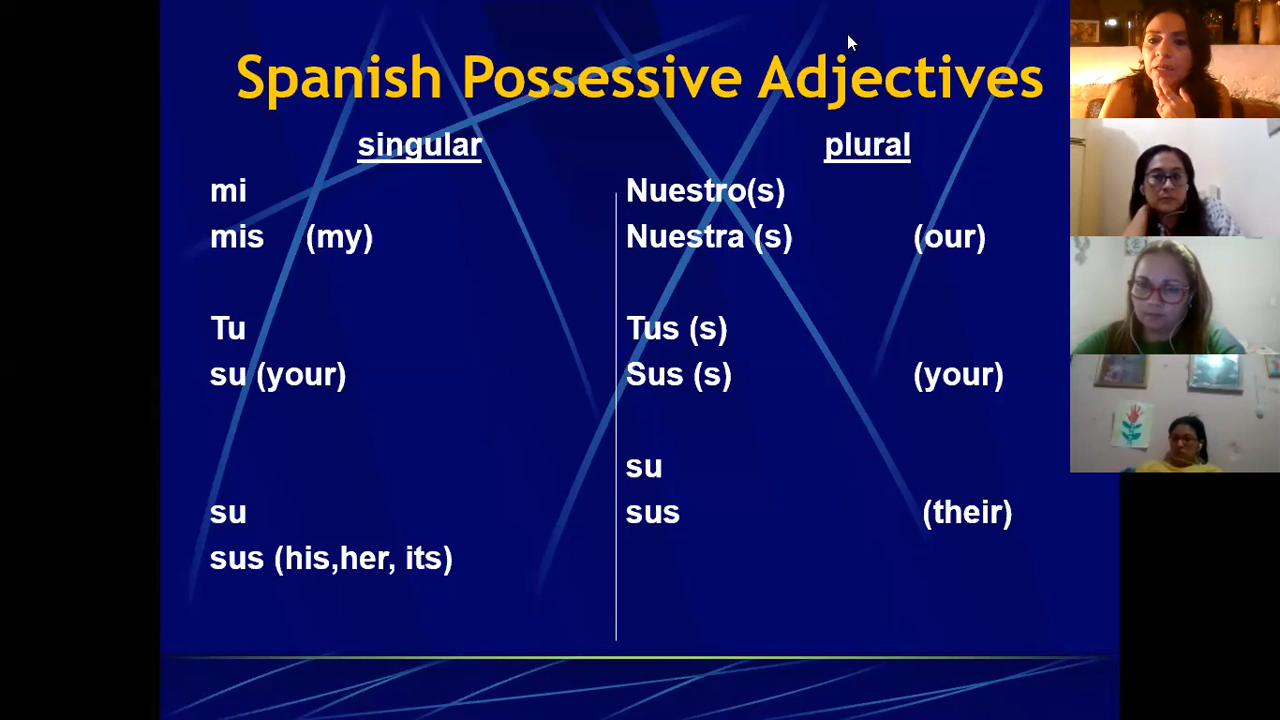 Spanish Possessive Adjectives
singular
mi
mis (my)
Tu
su (your)
su
sus (his,her, its)
plural
Nuestro(s)
Nuestra (s) (our)
Tus (s)
Sus (s) (your)
su
sus (their)